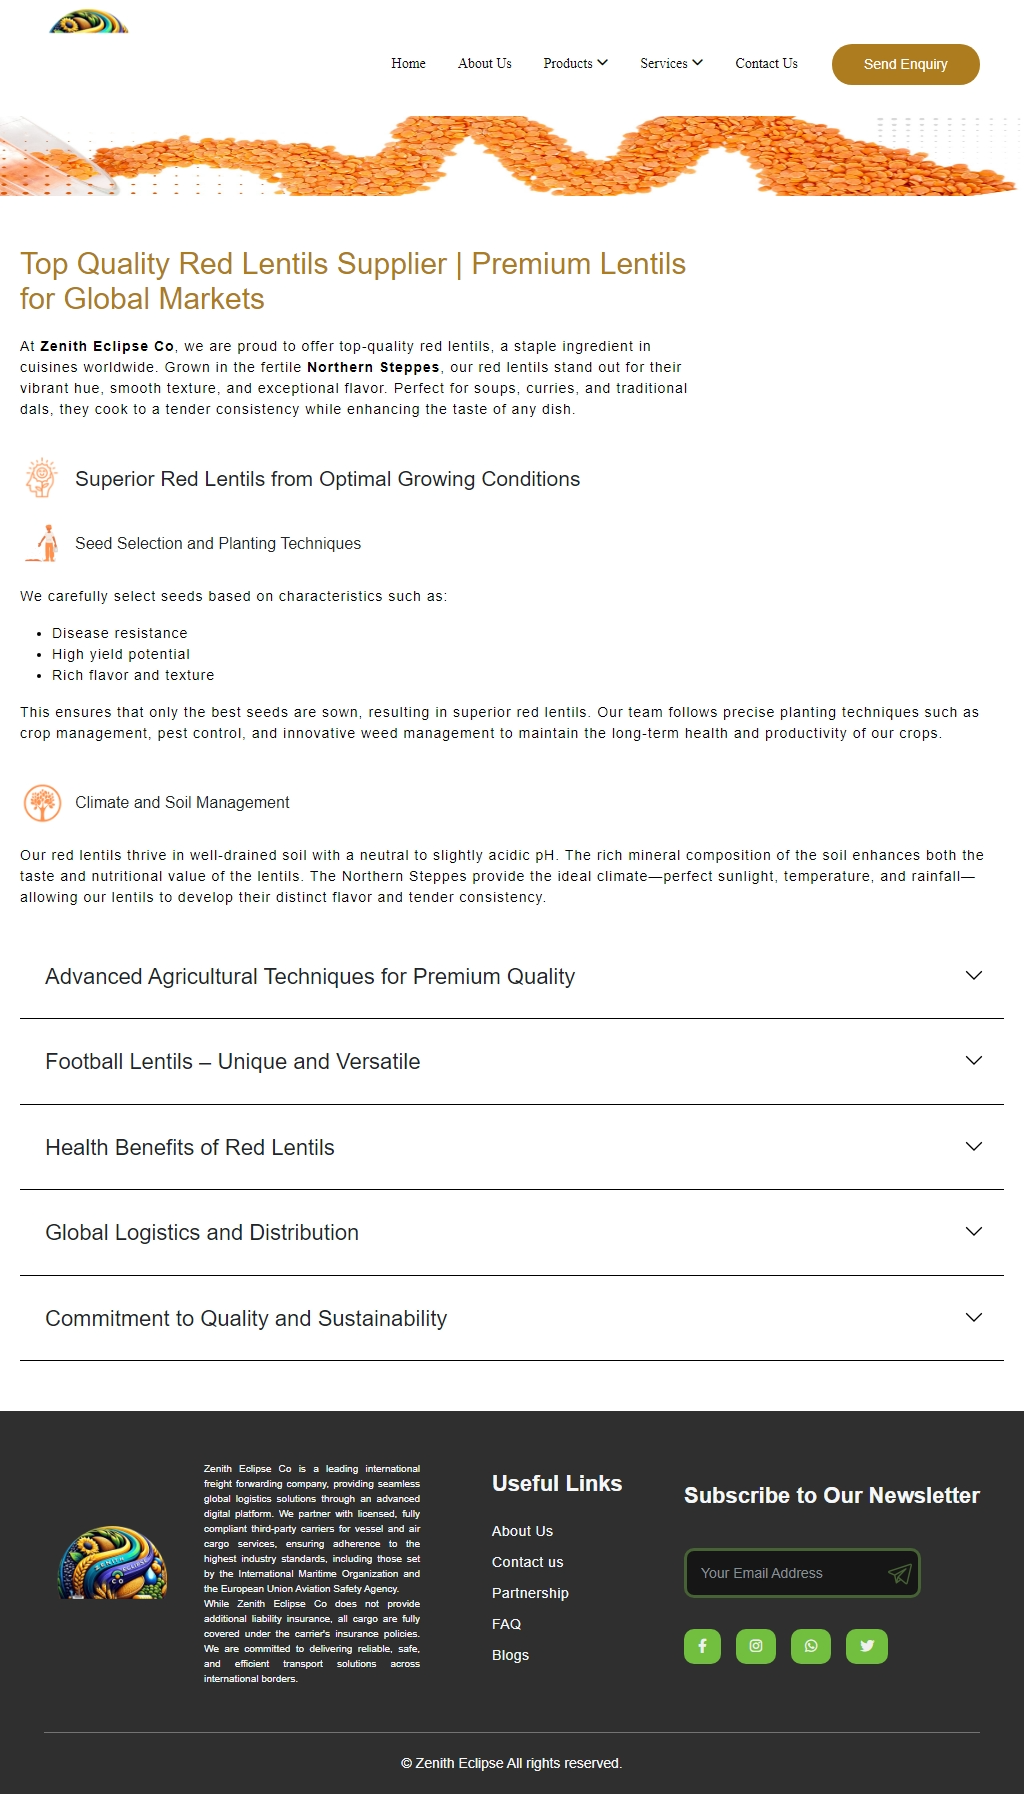 Home
About Us
Products
Services
Contact Us
Send Enquiry
Top Quality Red Lentils Supplier | Premium Lentils
for Global Markets
At Zenith Eclipse Co, we are proud to offer top-quality red lentils, a staple ingredient in
cuisines worldwide. Grown in the fertile Northern Steppes, our red lentils stand out for their
vibrant hue, smooth texture, and exceptional flavor. Perfect for soups, curries, and traditional
dals, they cook to a tender consistency while enhancing the taste of any dish.
Superior Red Lentils from Optimal Growing Conditions
Seed Selection and Planting Techniques
We carefully select seeds based on characteristics such as:
• Disease resistance
• High yield potential
• Rich flavor and texture
This ensures that only the best seeds are sown, resulting in superior red lentils. Our team follows precise planting techniques such as
crop management, pest control, and innovative weed management to maintain the long-term health and productivity of our crops.
Climate and Soil Management
Our red lentils thrive in well-drained soil with a neutral to slightly acidic pH. The rich mineral composition of the soil enhances both the
taste and nutritional value of the lentils. The Northern Steppes provide the ideal climate—perfect sunlight, temperature, and rainfall—
allowing our lentils to develop their distinct flavor and tender consistency.
Advanced Agricultural Techniques for Premium Quality
Football Lentils – Unique and Versatile
Health Benefits of Red Lentils
Global Logistics and Distribution
Commitment to Quality and Sustainability
ZENITH ECLIPSE
CO
Zenith Eclipse Co is a leading international
freight forwarding company, providing seamless
global logistics solutions through an advanced
digital platform. We partner with licensed, fully
compliant third-party carriers for vessel and air
cargo services, ensuring adherence to the
highest industry standards, including those set
by the International Maritime Organization and
the European Union Aviation Safety Agency.
While Zenith Eclipse Co does not provide
additional liability insurance, all cargo are fully
covered under the carrier's insurance policies.
We are committed to delivering reliable, safe,
and efficient transport solutions across
international borders.
Useful Links
About Us
Contact us
Partnership
FAQ
Blogs
Subscribe to Our Newsletter
Your Email Address
© Zenith Eclipse All rights reserved.